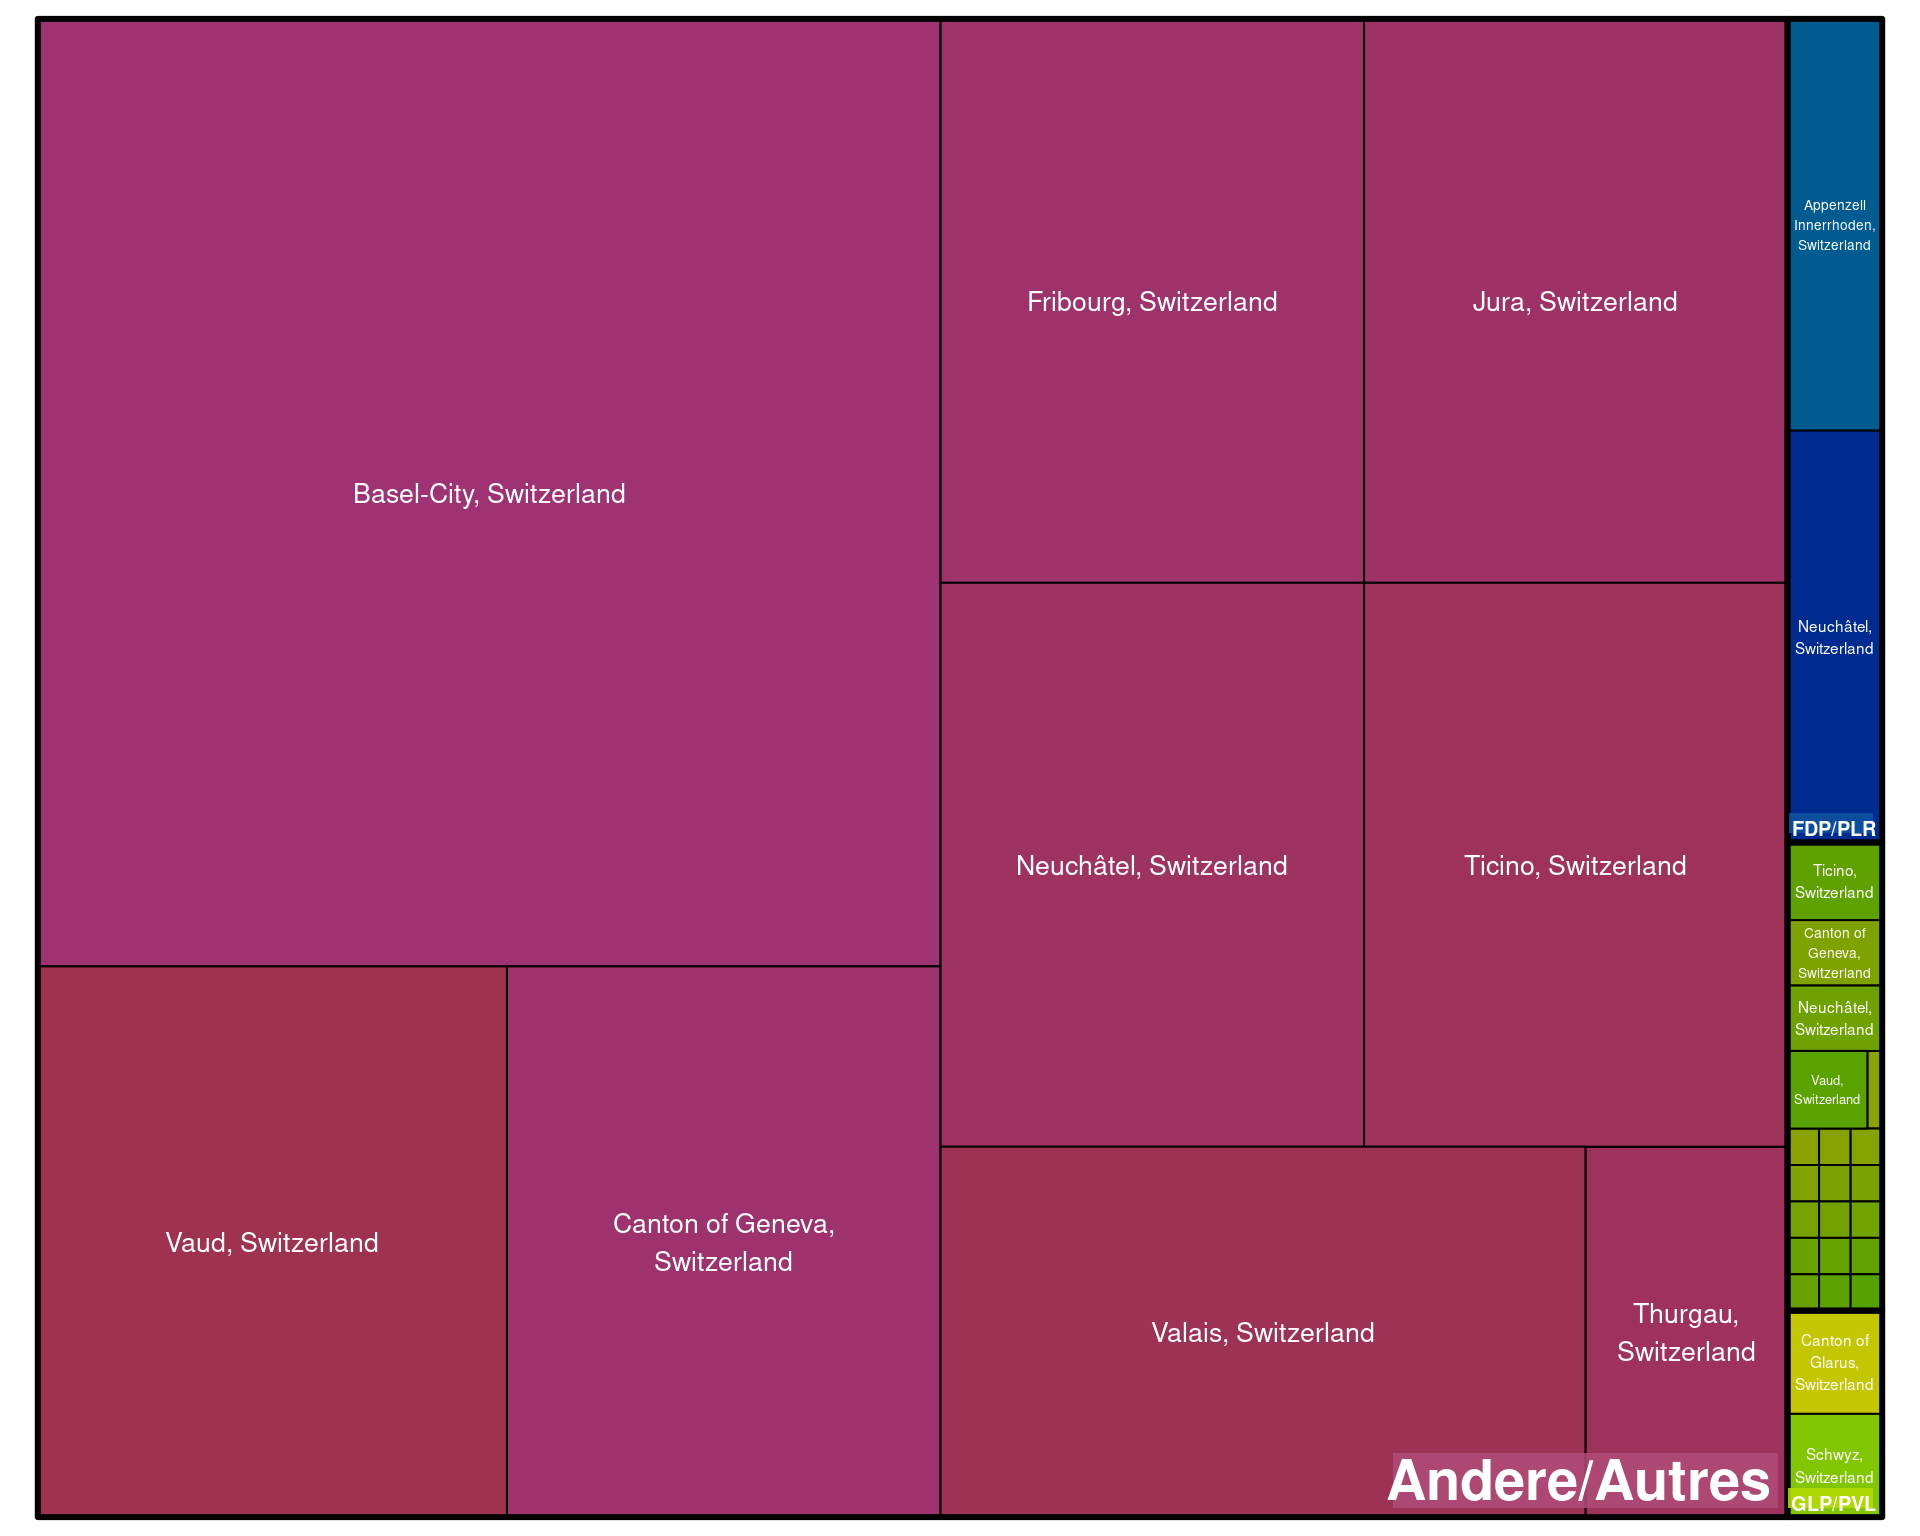 Basel-City, Switzerland
Fribourg, Switzerland
Jura, Switzerland
Neuchâtel, Switzerland
Ticino, Switzerland
Vaud, Switzerland
Canton of Geneva,
Switzerland
Valais, Switzerland
Thurgau,
Switzerland
Andere/Autres
Appenzell
Innerrhoden,
Switzerland
Neuchâtel,
Switzerland
FDP/PLR
Ticino,
Switzerland
Canton of
Geneva,
Switzerland
Neuchâtel,
Switzerland
Vaud,
Switzerland
Canton of
Glarus,
Switzerland
Schwyz,
Switzerland
GLP/PVL